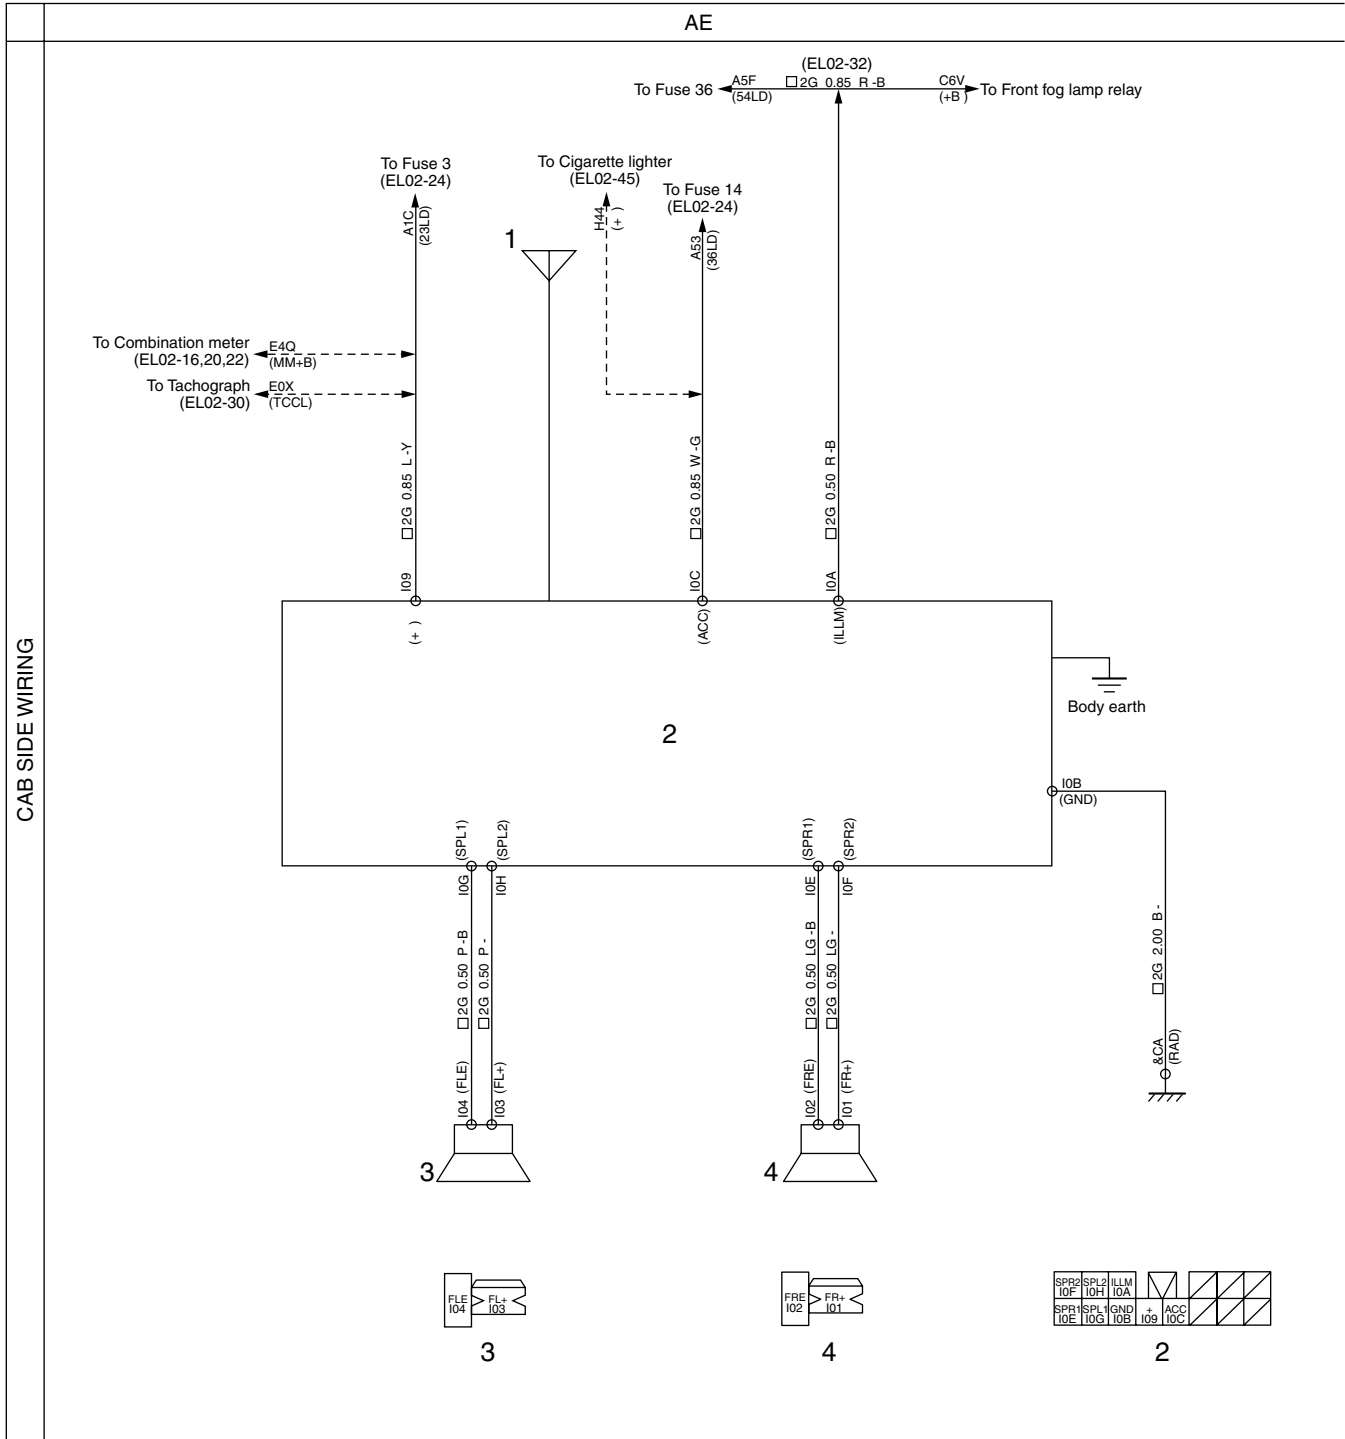 AE
CAB SIDE WIRING
(EL02-32)
To Fuse 36
A5F
(54LD)
2G 0.85 R -B
C6V
(+B )
To Front fog lamp relay
To Fuse 3
(EL02-24)
A1C
(23LD)
To Cigarette lighter
(EL02-45)
H44
(+ )
To Fuse 14
(EL02-24)
A53
(36LD)
1
To Combination meter
(EL02-16,20,22)
E4Q
(MM+B)
To Tachograph
(EL02-30)
E0X
(TCCL)
2G 0.85 L -Y
2G 0.85 W -G
2G 0.50 R -B
I09
(+ )
I0C
(ACC)
I0A
(ILLM)
Body earth
2
I0B
(GND)
(SPL1)
(SPL2)
(SPR1)
(SPR2)
I0G
I0H
I0E
I0F
2G 0.50 P -B
2G 0.50 P -
2G 0.50 LG -B
2G 0.50 LG -
2G 2.00 B -
I04 (FLE)
I03 (FL+)
I02 (FRE)
I01 (FR+)
&CA
(RAD)
3
4
FLE
I04
FL+
I03
3
FRE
I02
FR+
I01
4
SPR2 SPL2 ILLM
I0F I0H I0A
SPR1 SPL1 GND + ACC
I0E I0G I0B I09 I0C
2